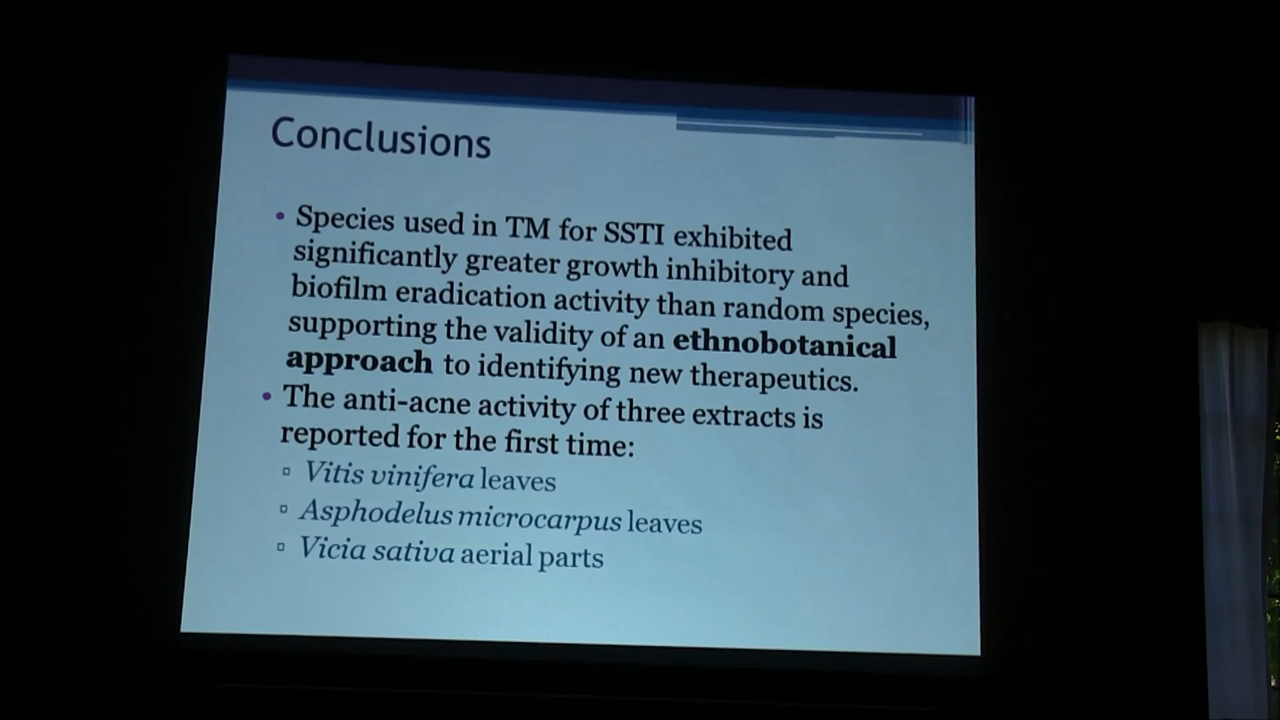 Conclusions
• Species used in TM for SSTI exhibited
significantly greater growth inhibitory and
biofilm eradication activity than random species,
supporting the validity of an ethnobotanical
approach to identifying new therapeutics.
• The anti-acne activity of three extracts is
reported for the first time:
▫ Vitis vinifera leaves
▫ Asphodelus microcarpus leaves
▫ Vicia sativa aerial parts